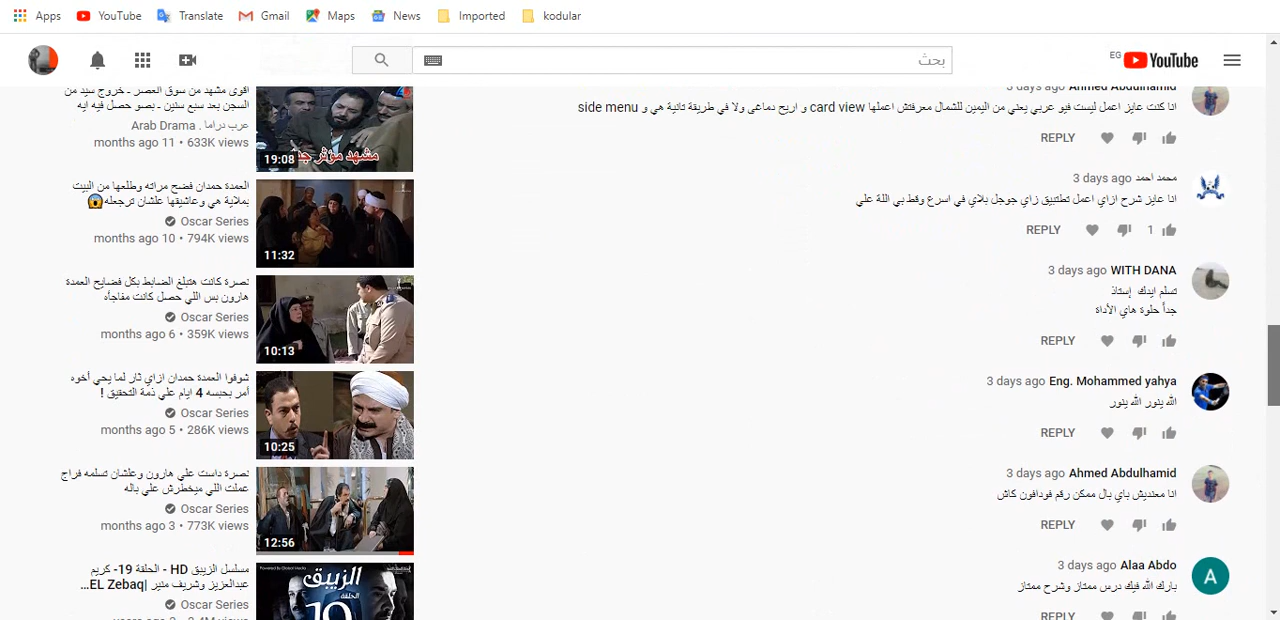 Apps
YouTube
Translate
Gmail
Maps
News
Imported
kodular
بحث
YouTube EG
3 days ago Ahmed Abdulhamid
انا كنت عايز اعمل ليست فيو عربي يعني من اليمين للشمال معرفتش اعملها card view و اريح دماغى ولا في طريقة تانية هي و side menu
REPLY
3 days ago محمد احمد
انا عايز شرح ازاي اعمل تطتبيق زاي جوجل بلاي في اسرع وقط بي اللة علي
REPLY
1
3 days ago WITH DANA
تسلم ايدك إستاذ
جداً حلوة هاي الأداة
REPLY
3 days ago Eng. Mohammed yahya
الله ينور الله ينور
REPLY
3 days ago Ahmed Abdulhamid
انا معنديش باي بال ممكن رقم فودافون كاش
REPLY
3 days ago Alaa Abdo
بارك الله فيك درس ممتاز وشرح ممتاز
REPLY
A
اقوى مشهد من سوق العصر ـ خروج سيد من
السجن بعد سبع سنين ـ بصو حصل فيه ايه
عرب دراما . Arab Drama
months ago 11 • 633K views
19:08
العمدة حمدان فضح مراته وطلعها من البيت
بملاية هي وعاشيقها علشان ترجعله😱
Oscar Series
months ago 10 • 794K views
11:32
نصرة كانت هتبلغ الضابط بكل فضايح العمدة
هارون بس اللي حصل كانت مفاجأه
Oscar Series
months ago 6 • 359K views
10:13
شوفوا العمدة حمدان ازاي ثار لما يحي أخوه
أمر بحبسه 4 ايام علي ذمة التحقيق !
Oscar Series
months ago 5 • 286K views
10:25
نصرة داست علي هارون وعلشان تسلمه فراج
عملت اللي ميخطرش علي باله
Oscar Series
months ago 3 • 773K views
12:56
مسلسل الزيبق HD - الحلقة 19- كريم
عبدالعزيز وشريف منير |EL Zebaq...
Oscar Series
الزيبق
الحلقة
19